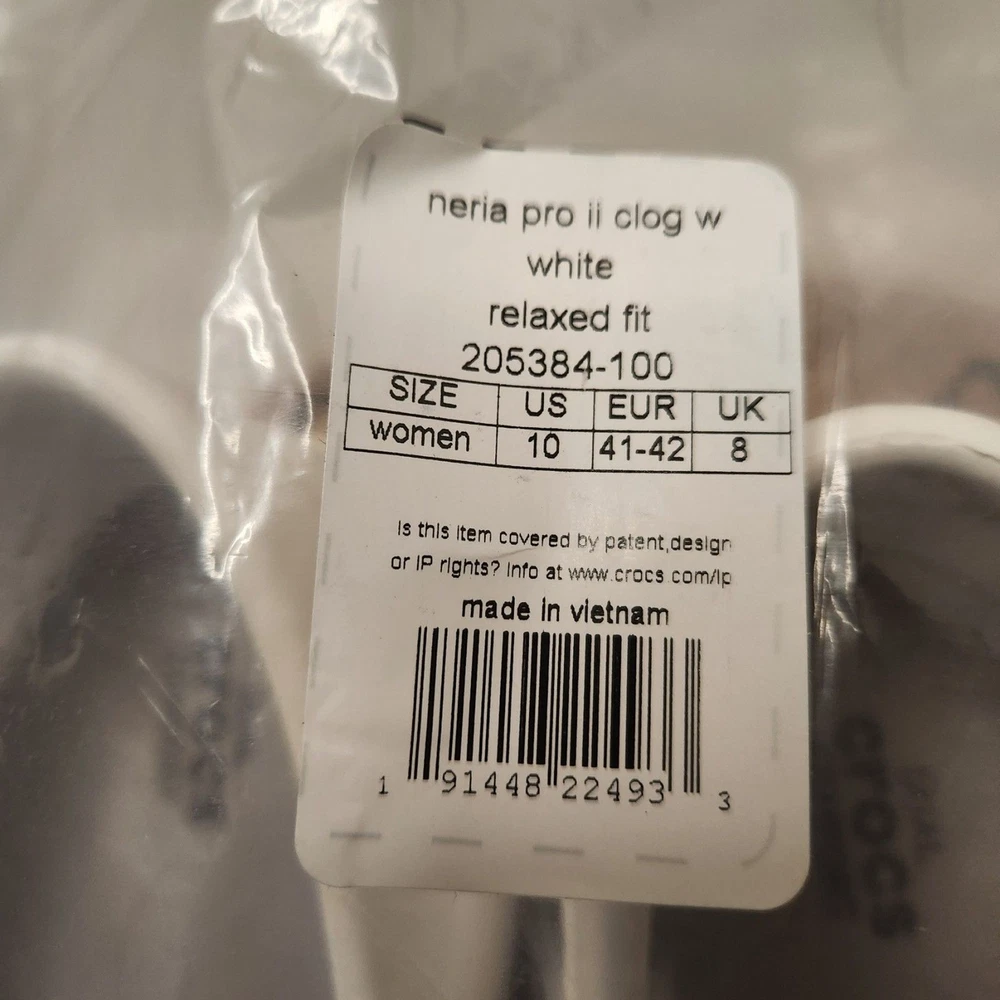 neria pro ii clog w
white
relaxed fit
205384-100
SIZE US EUR UK
women 10 41-42 8
Is this item covered by patent,design
or IP rights? Info at www.crocs.com/ip
made in vietnam
1 91448 22493 3
crocs